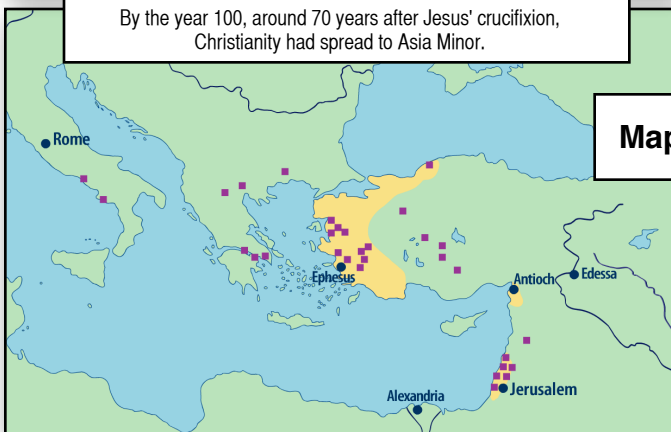 By the year 100, around 70 years after Jesus' crucifixion,
Christianity had spread to Asia Minor.
Map
Rome
Ephesus
Antioch
Edessa
Alexandria
Jerusalem